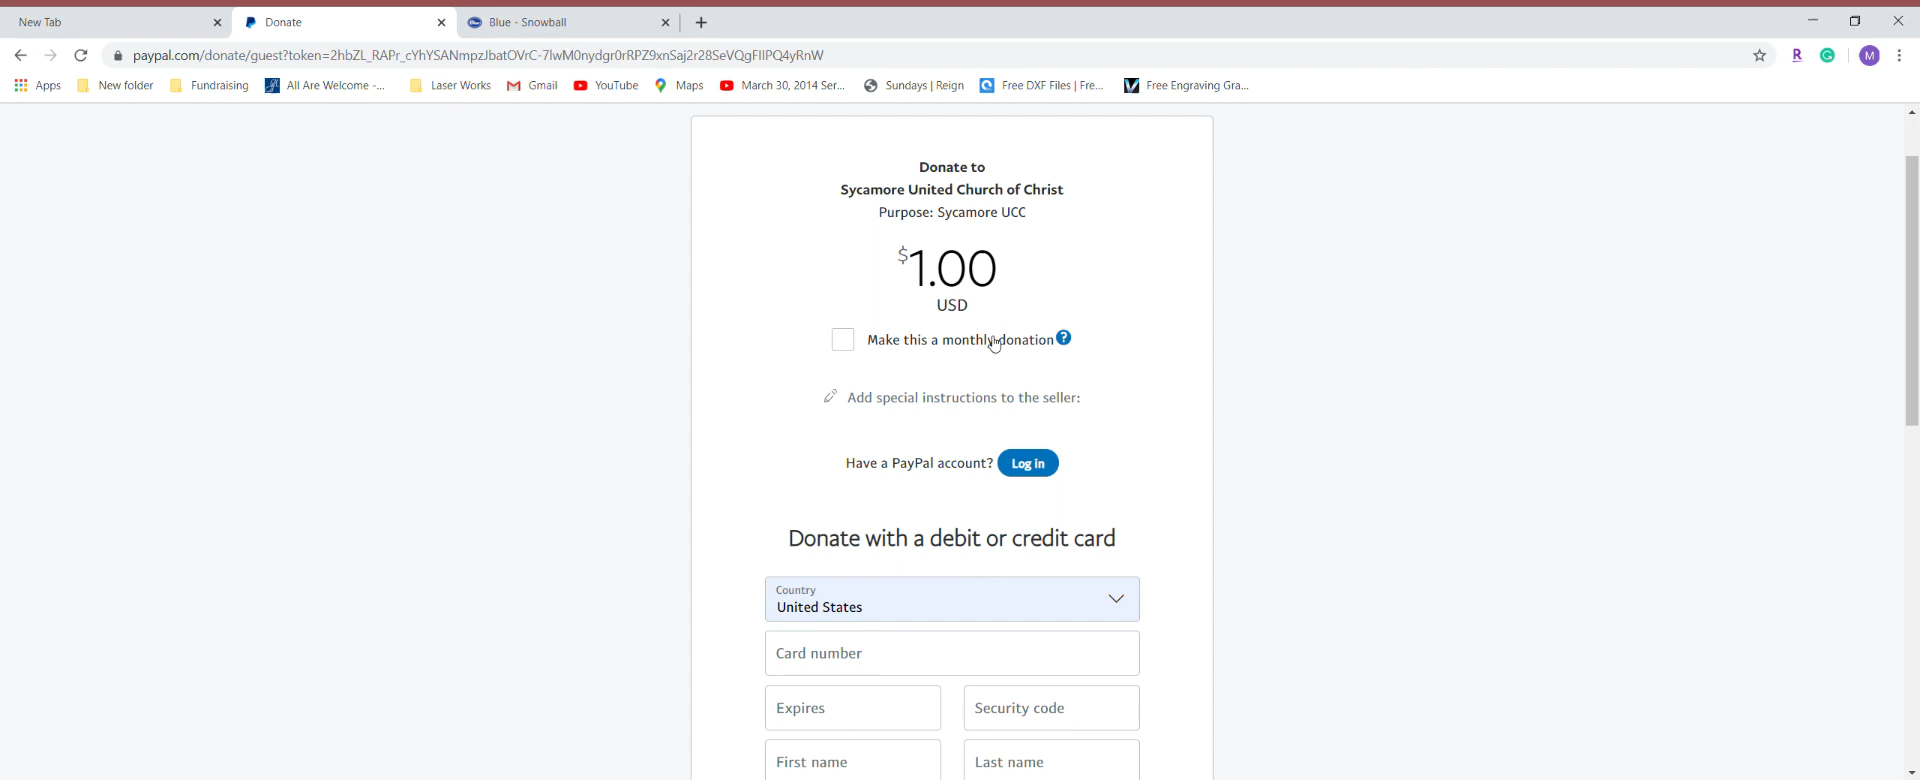 New Tab
Donate
Blue - Snowball
paypal.com/donate/guest?token=2hbZL_RAPr_cYhYSANmpzJbatOVrC-7lwM0nydgr0rRPZ9xnSaj2r28SeVQgFIIPQ4yRnW
R
G
M
Apps
New folder
Fundraising
All Are Welcome -...
Laser Works
Gmail
YouTube
Maps
March 30, 2014 Ser...
Sundays | Reign
Free DXF Files | Fre...
Free Engraving Gra...
Donate to
Sycamore United Church of Christ
Purpose: Sycamore UCC
$1.00
USD
Make this a monthly donation ?
Add special instructions to the seller:
Have a PayPal account? Log in
Donate with a debit or credit card
Country
United States
Card number
Expires
Security code
First name
Last name